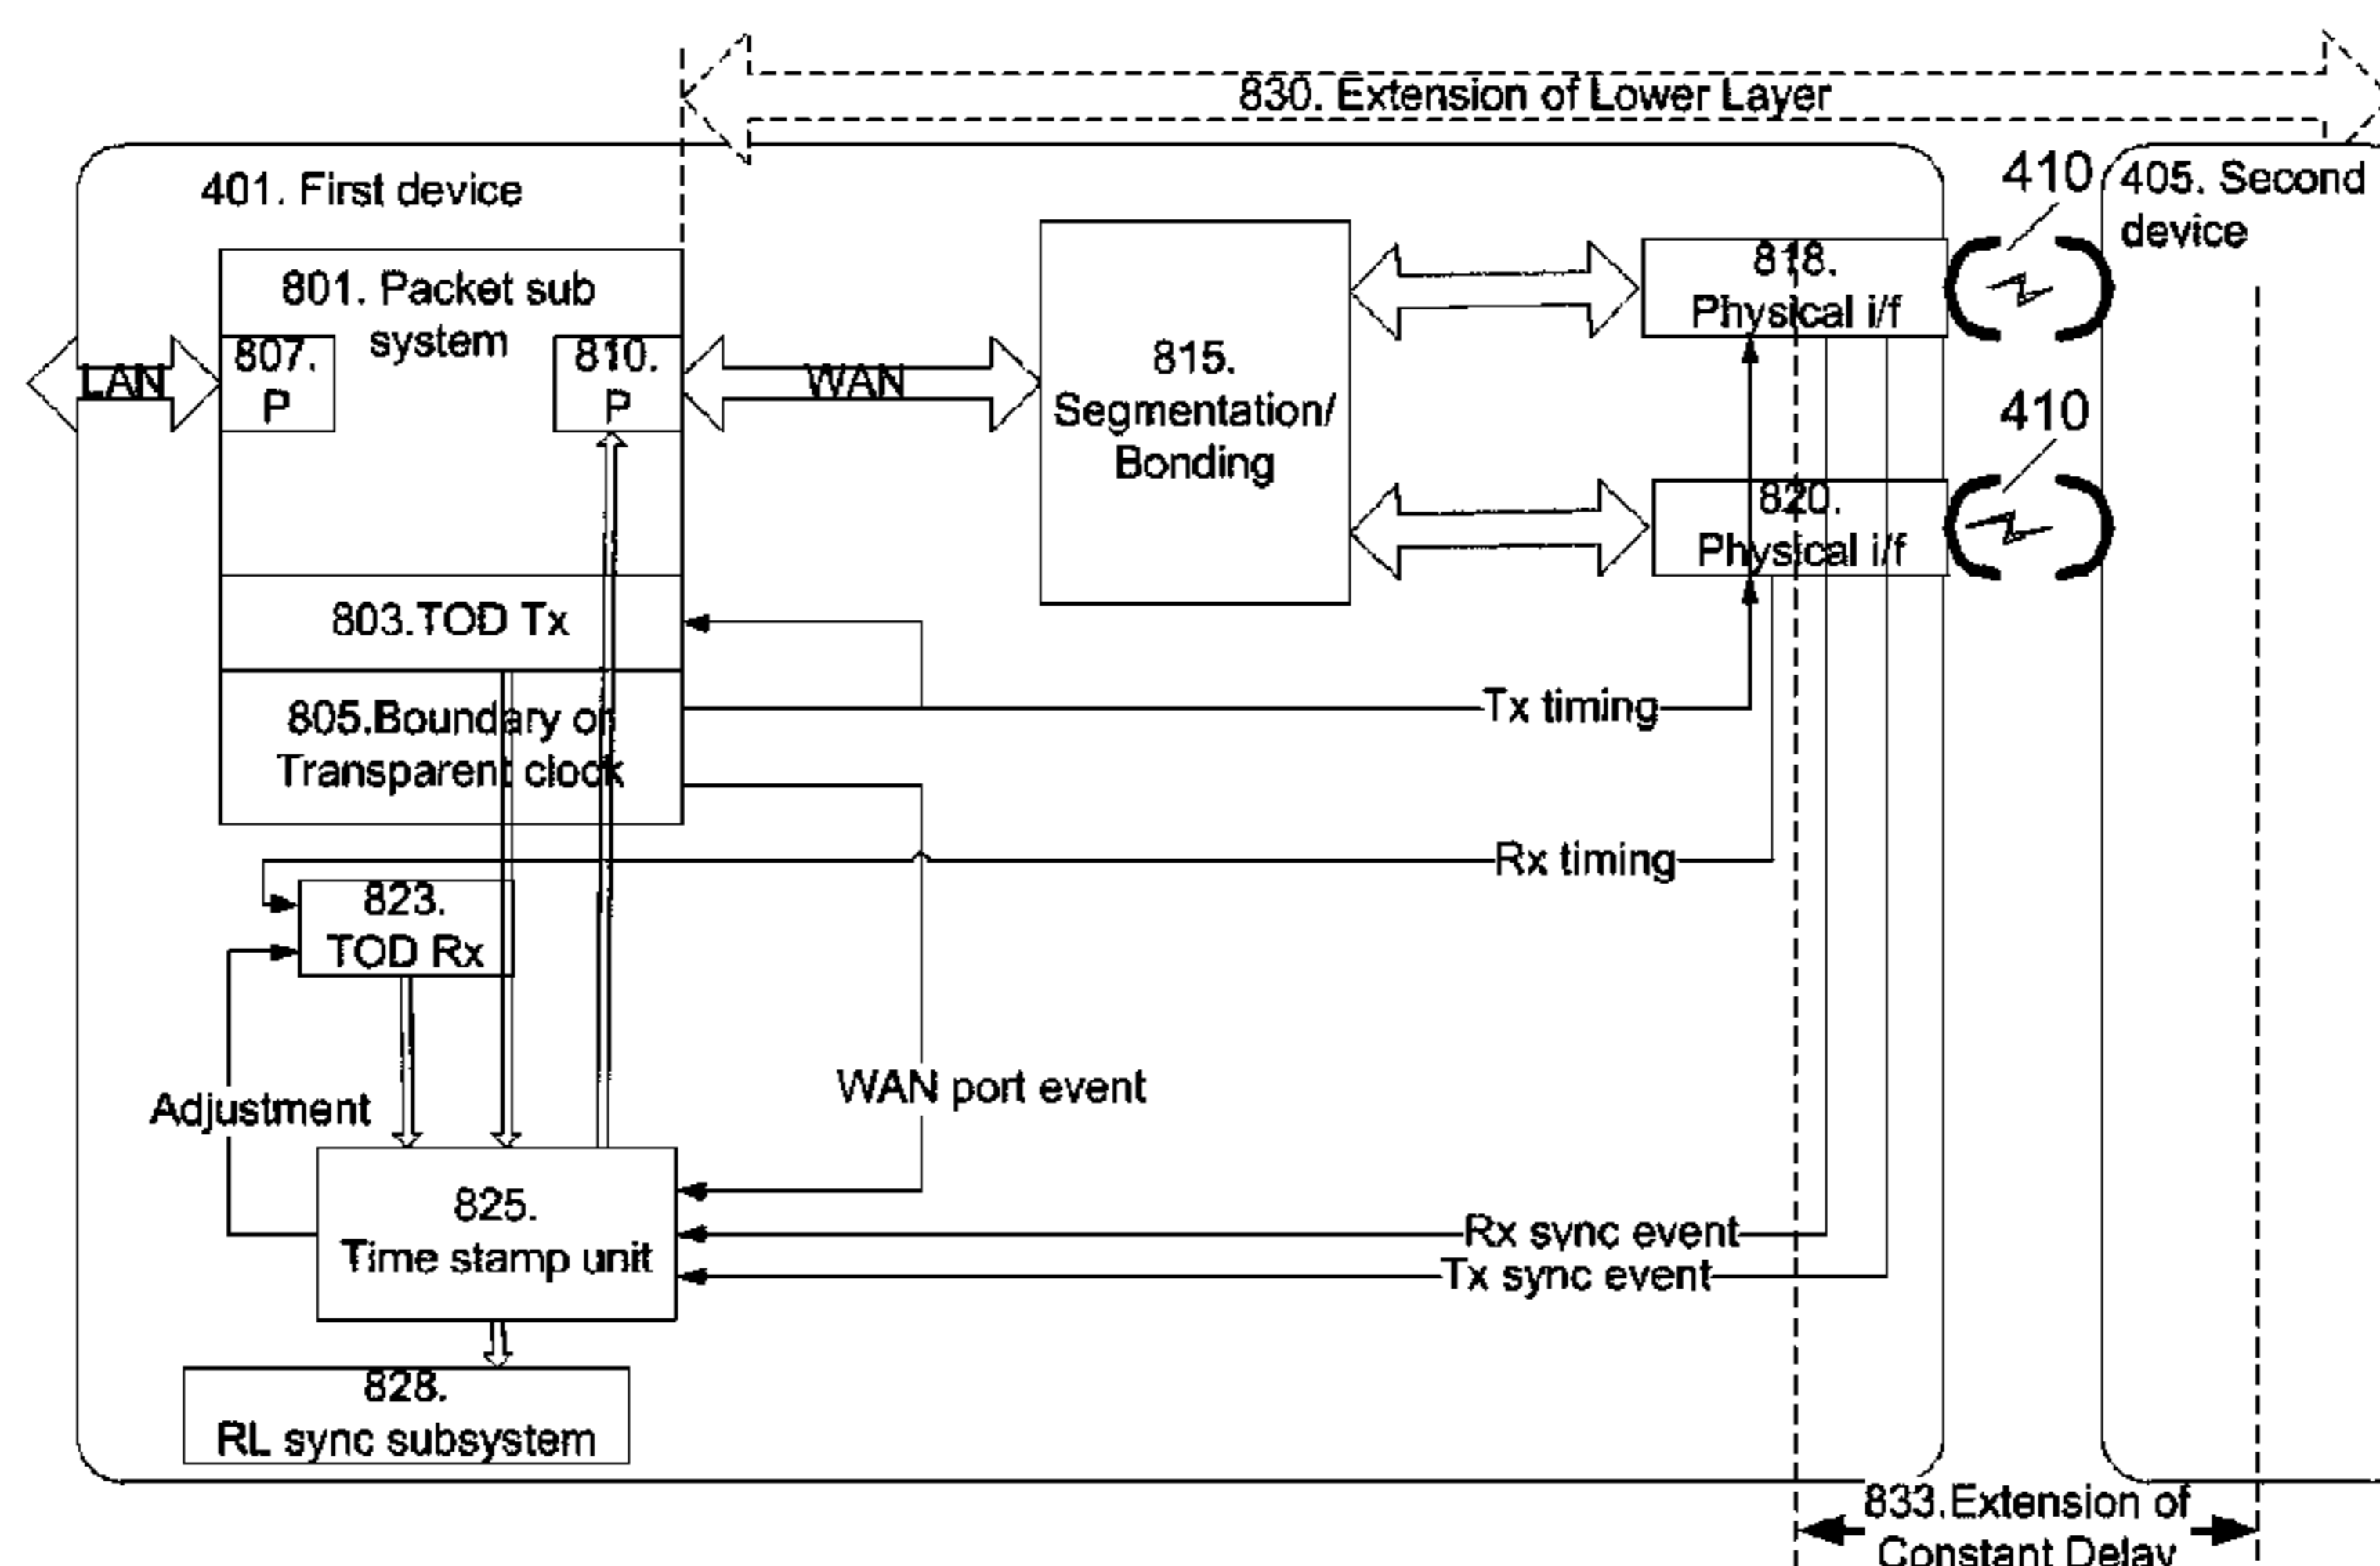 830. Extension of Lower Layer
401. First device
410
405. Second
device
801. Packet sub
system
807.
P
810.
P
LAN
WAN
815.
Segmentation/
Bonding
818.
Physical i/f
410
820.
Physical i/f
803.TOD Tx
805.Boundary or
Transparent clock
Tx timing
Rx timing
823.
TOD Rx
Adjustment
WAN port event
825.
Time stamp unit
Rx sync event
Tx sync event
828.
RL sync subsystem
833.Extension of
Constant Delay